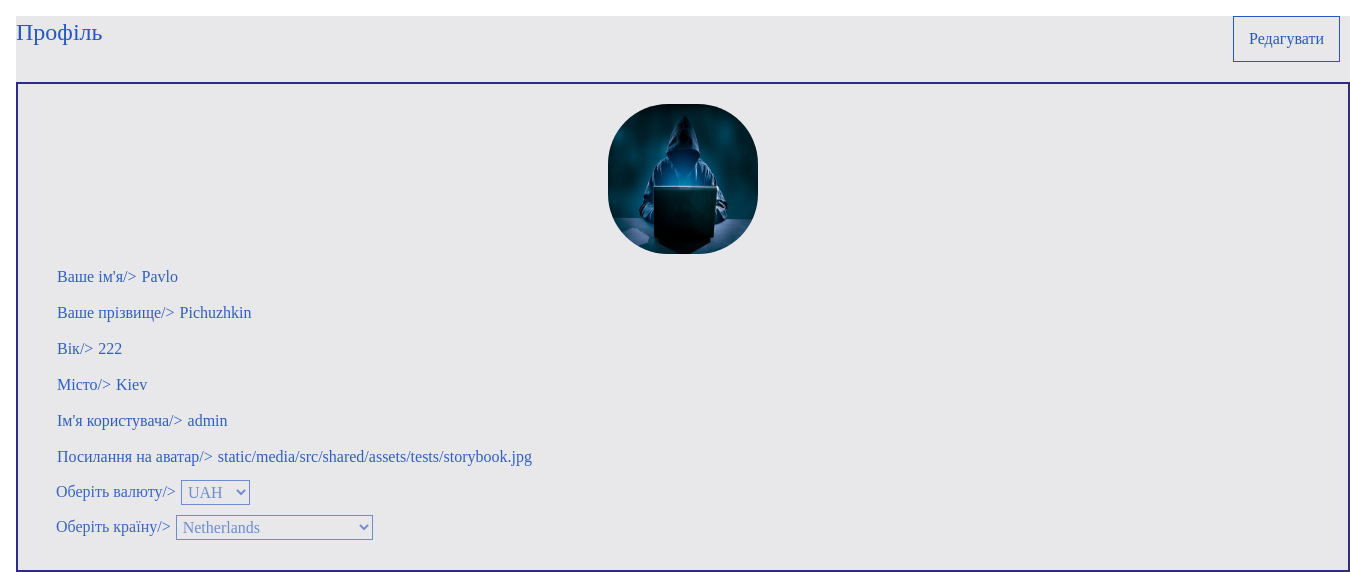 Профіль
Редагувати
Ваше ім'я/> Pavlo
Ваше прізвище/> Pichuzhkin
Вік/> 222
Місто/> Kiev
Ім'я користувача/> admin
Посилання на аватар/> static/media/src/shared/assets/tests/storybook.jpg
Оберіть валюту/> UAH
Оберіть країну/> Netherlands